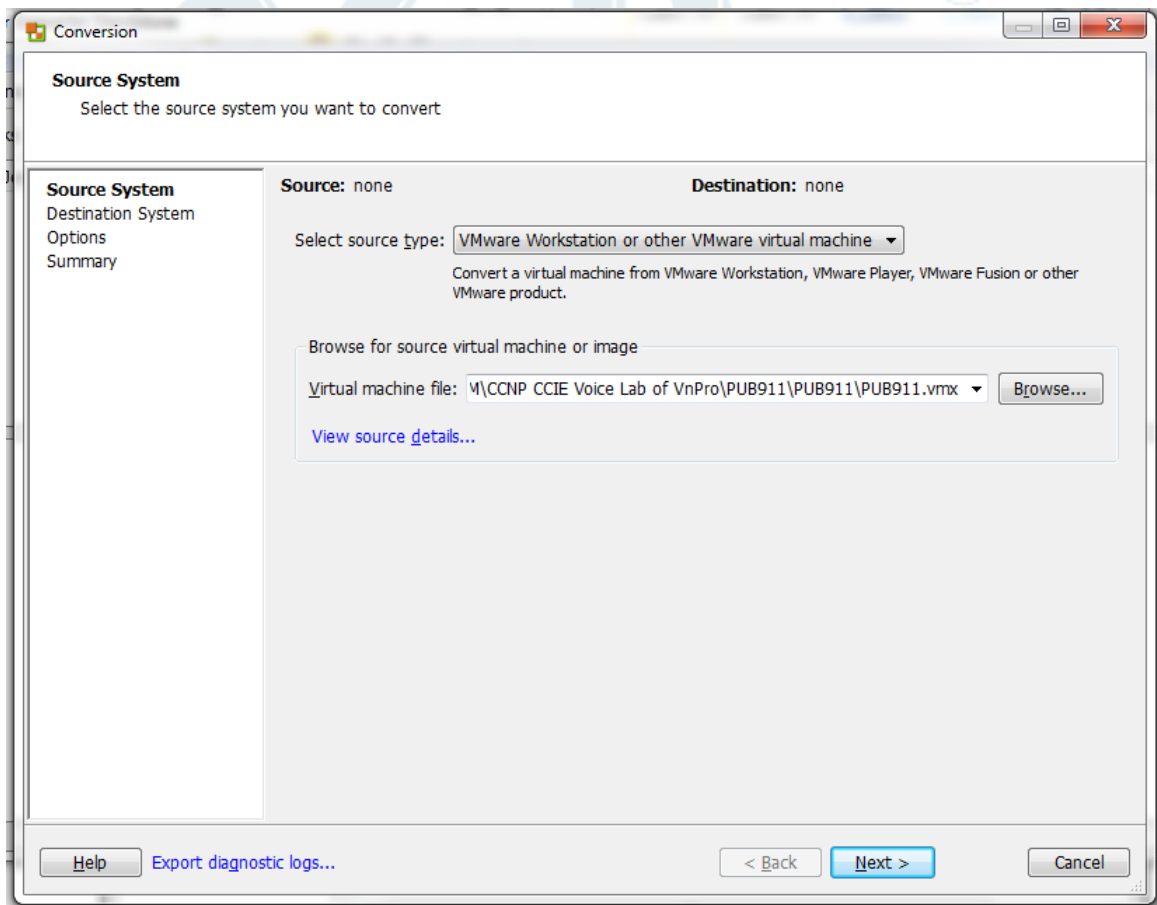 Conversion
Source System
Select the source system you want to convert
Source System
Destination System
Options
Summary
Source: none Destination: none
Select source type: VMware Workstation or other VMware virtual machine
Convert a virtual machine from VMware Workstation, VMware Player, VMware Fusion or other
VMware product.
Browse for source virtual machine or image
Virtual machine file: M\CCNP CCIE Voice Lab of VnPro\PUB911\PUB911\PUB911.vmx Browse...
View source details...
Help Export diagnostic logs... < Back Next > Cancel